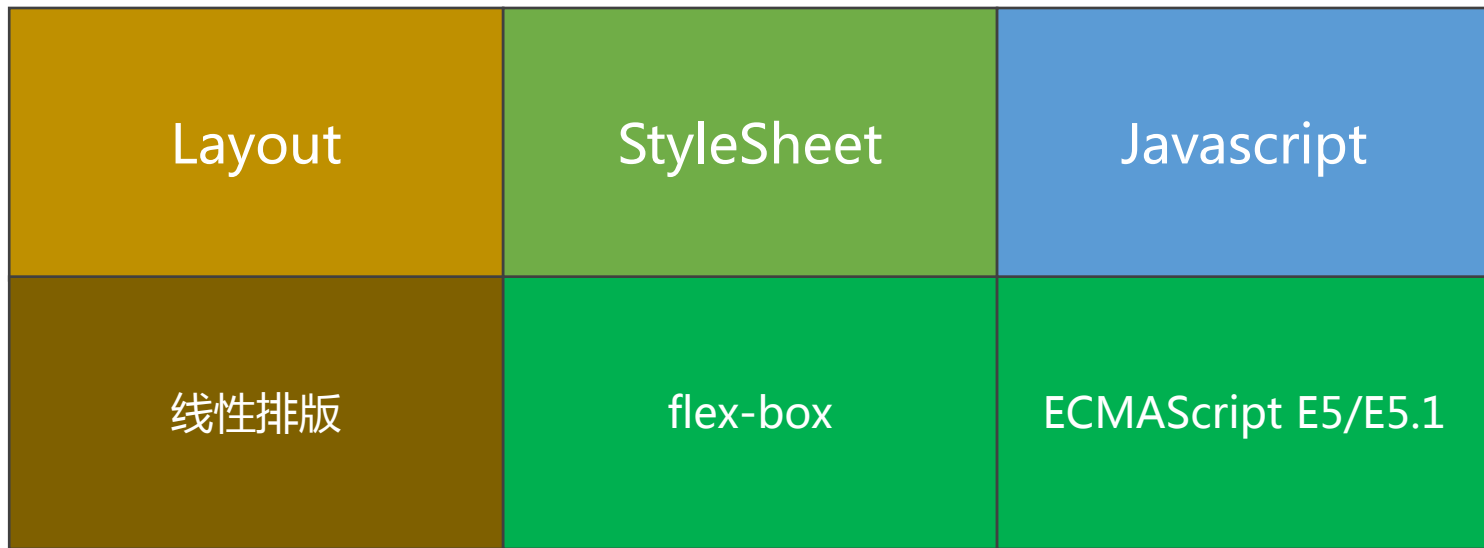 Layout
StyleSheet
Javascript
线性排版
flex-box
ECMAScript E5/E5.1